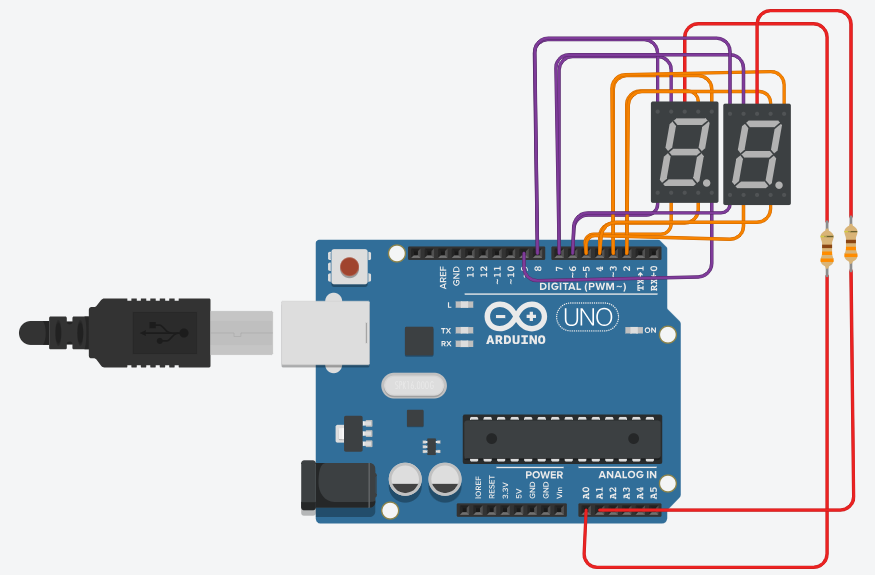 AREF
GND
13
12
~11
~10
8
7
~6
~5
4
~3
2
TX→1
RX←0
DIGITAL (PWM~)
L
TX
RX
ARDUINO
UNO
ON
POWER
ANALOG IN
IOREF
RESET
3.3V
5V
GND
GND
Vin
A0
A1
A2
A3
A4
A5